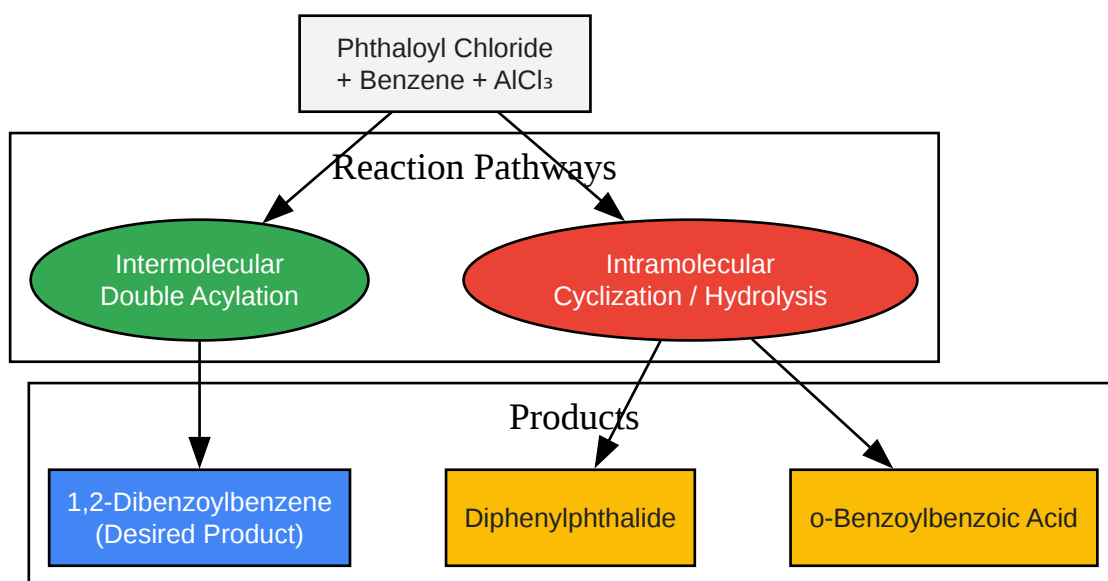 Phthaloyl Chloride
+ Benzene + AlCl₃
Reaction Pathways
Intermolecular
Double Acylation
Intramolecular
Cyclization / Hydrolysis
Products
1,2-Dibenzoylbenzene
(Desired Product)
Diphenylphthalide
o-Benzoylbenzoic Acid